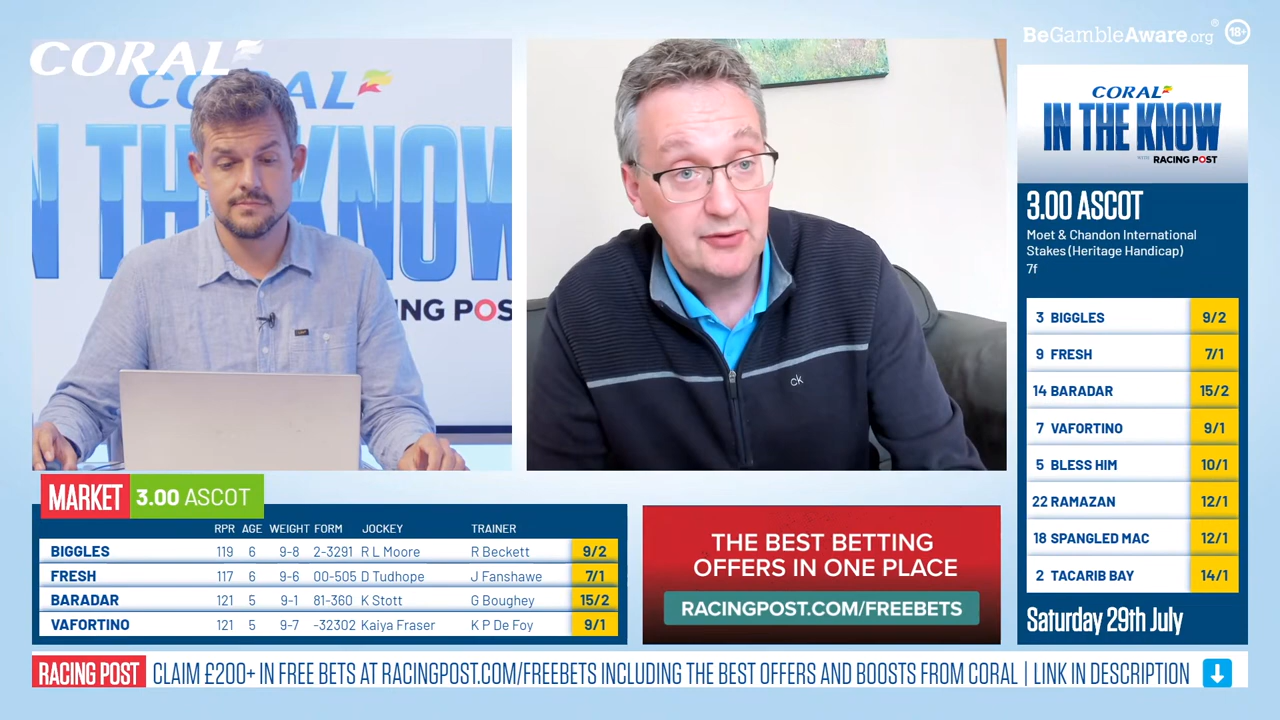 CORAL
BeGambleAware.org® 18+
CORAL
N THE KNOW
ING POS
ck
CORAL
IN THE KNOW
WITH RACING POST
3.00 ASCOT
Moet & Chandon International
Stakes (Heritage Handicap)
7f
3 BIGGLES 9/2
9 FRESH 7/1
14 BARADAR 15/2
7 VAFORTINO 9/1
5 BLESS HIM 10/1
22 RAMAZAN 12/1
18 SPANGLED MAC 12/1
2 TACARIB BAY 14/1
Saturday 29th July
MARKET 3.00 ASCOT
RPR AGE WEIGHT FORM JOCKEY TRAINER
BIGGLES 119 6 9-8 2-3291 R L Moore R Beckett 9/2
FRESH 117 6 9-6 00-505 D Tudhope J Fanshawe 7/1
BARADAR 121 5 9-1 81-360 K Stott G Boughey 15/2
VAFORTINO 121 5 9-7 -32302 Kaiya Fraser K P De Foy 9/1
THE BEST BETTING
OFFERS IN ONE PLACE
RACINGPOST.COM/FREEBETS
RACING POST CLAIM £200+ IN FREE BETS AT RACINGPOST.COM/FREEBETS INCLUDING THE BEST OFFERS AND BOOSTS FROM CORAL | LINK IN DESCRIPTION